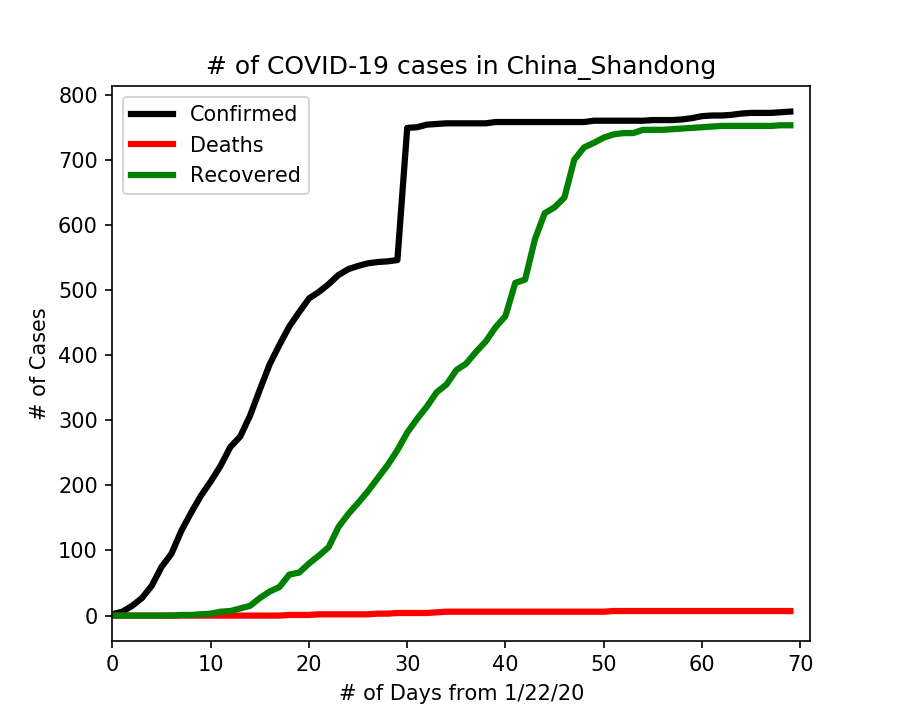 # of COVID-19 cases in China_Shandong
800
700
600
500
400
300
200
100
0
# of Cases
Confirmed
Deaths
Recovered
0 10 20 30 40 50 60 70
# of Days from 1/22/20